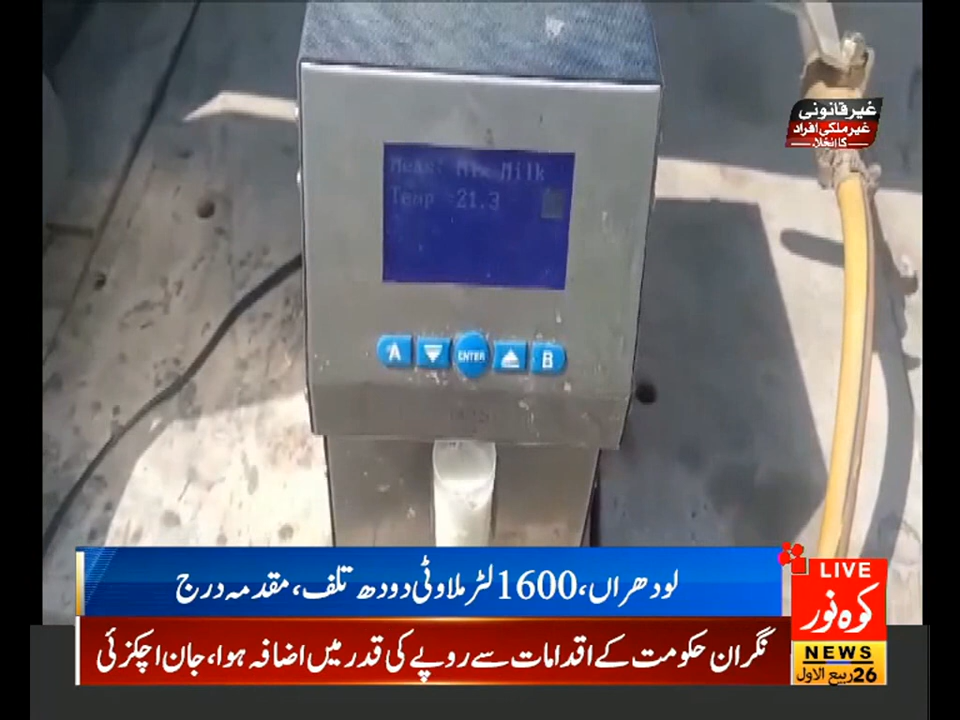 غیر قانونی
غیر ملکی افراد
کا انخلاء
Meas: Mix Milk
Temp =21.3
A
ENTER
B
لودھراں، 1600 لٹر ملاوٹی دودھ تلف، مقدمہ درج
نگران حکومت کے اقدامات سے روپے کی قدر میں اضافہ ہوا، جان اچکزئی
LIVE
کوہ نور
NEWS
26 ربیع الاول